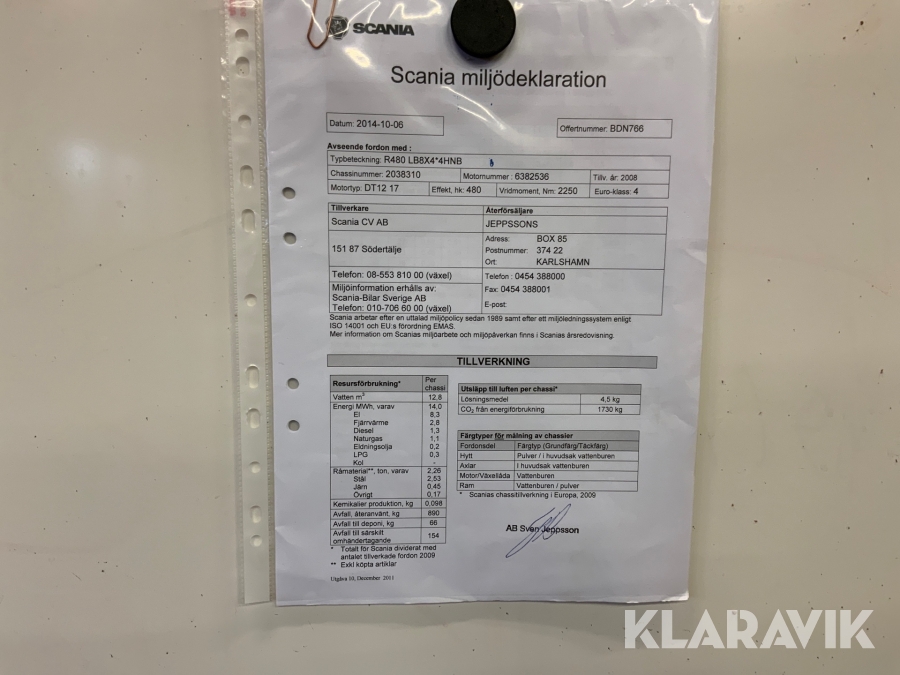 SCANIA
Scania miljödeklaration
Datum: 2014-10-06
Offertnummer: BDN766
Avseende fordon med :
Typbeteckning: R480 LB8X4*4HNB
Chassinummer: 2038310 Motornummer : 6382536 Tillv. år: 2008
Motortyp: DT12 17 Effekt, hk: 480 Vridmoment, Nm: 2250 Euro-klass: 4
Tillverkare Återförsäljare
Scania CV AB JEPPSSONS
151 87 Södertälje
Adress: BOX 85
Postnummer: 374 22
Ort: KARLSHAMN
Telefon: 08-553 810 00 (växel) Telefon : 0454 388000
Miljöinformation erhålls av: Fax: 0454 388001
Scania-Bilar Sverige AB
Telefon: 010-706 60 00 (växel) E-post:
Scania arbetar efter en uttalad miljöpolicy sedan 1989 samt efter ett miljöledningssystem enligt
ISO 14001 och EU:s förordning EMAS.
Mer information om Scanias miljöarbete och miljöpåverkan finns i Scanias årsredovisning.
TILLVERKNING
Resursförbrukning* Per chassi
Vatten m3 12,8
Energi MWh, varav 14,0
El 8,3
Fjärrvärme 2,8
Diesel 1,3
Naturgas 1,1
Eldningsolja 0,2
LPG 0,3
Kol -
Råmaterial**, ton, varav 2,26
Stål 2,53
Järn 0,45
Övrigt 0,17
Kemikalier produktion, kg 0,098
Avfall, återanvänt, kg 890
Avfall till deponi, kg 66
Avfall till särskilt
omhändertagande 154
* Totalt för Scania dividerat med
antalet tillverkade fordon 2009
** Exkl köpta artiklar
Utgåva 10, December 2011
Utsläpp till luften per chassi*
Lösningsmedel 4,5 kg
CO2 från energiförbrukning 1730 kg
Färgtyper för målning av chassier
Fordonsdel Färgtyp (Grundfärg/Täckfärg)
Hytt Pulver / i huvudsak vattenburen
Axlar I huvudsak vattenburen
Motor/Växellåda Vattenburen
Ram Vattenburen / pulver
* Scanias chassitillverkning i Europa, 2009
AB Sven Jeppsson
KLARAVIK